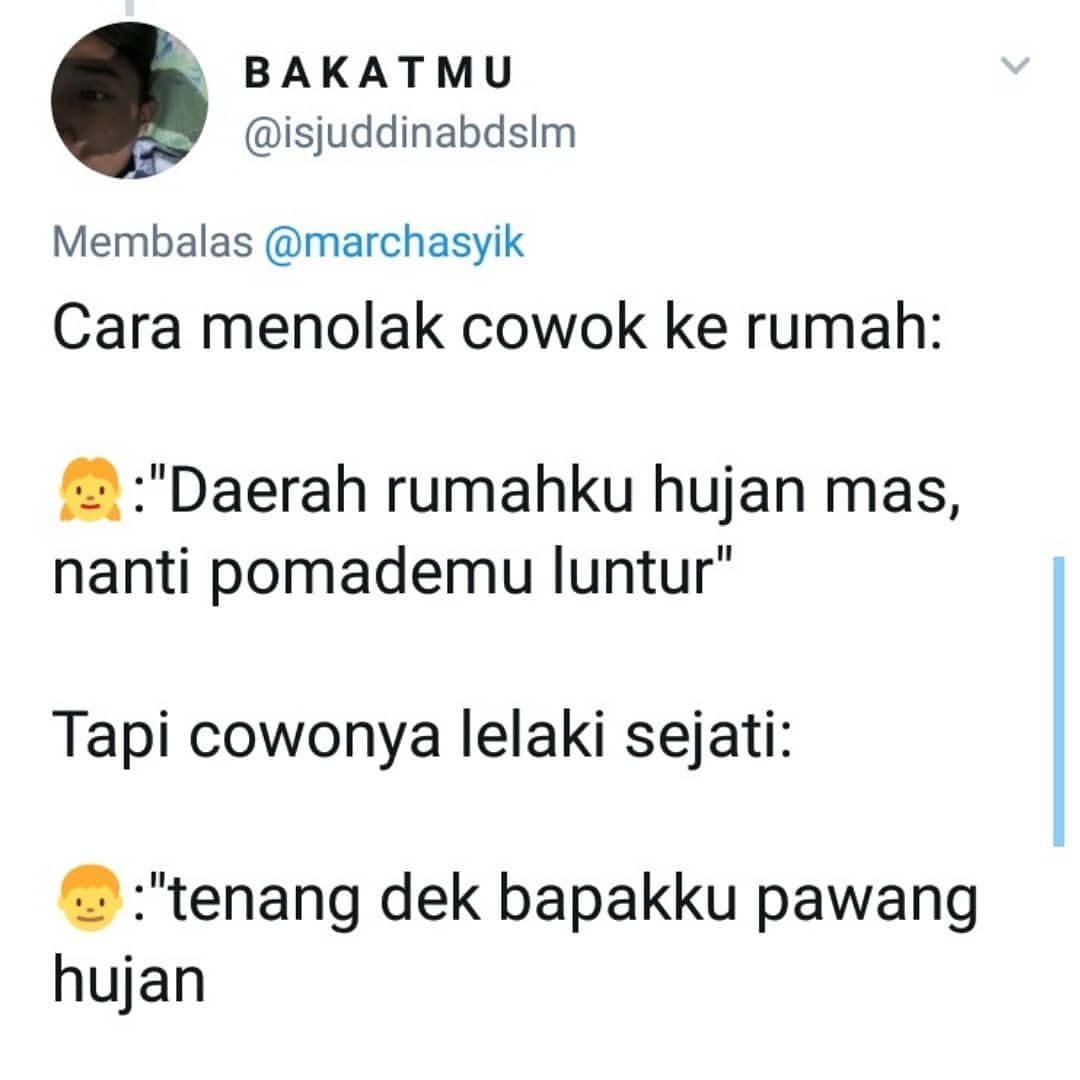 BAKATMU
@isjuddinabdslm
Membalas @marchasyik
Cara menolak cowok ke rumah:
👧:"Daerah rumahku hujan mas,
nanti pomademu luntur"
Tapi cowonya lelaki sejati:
👦:"tenang dek bapakku pawang
hujan